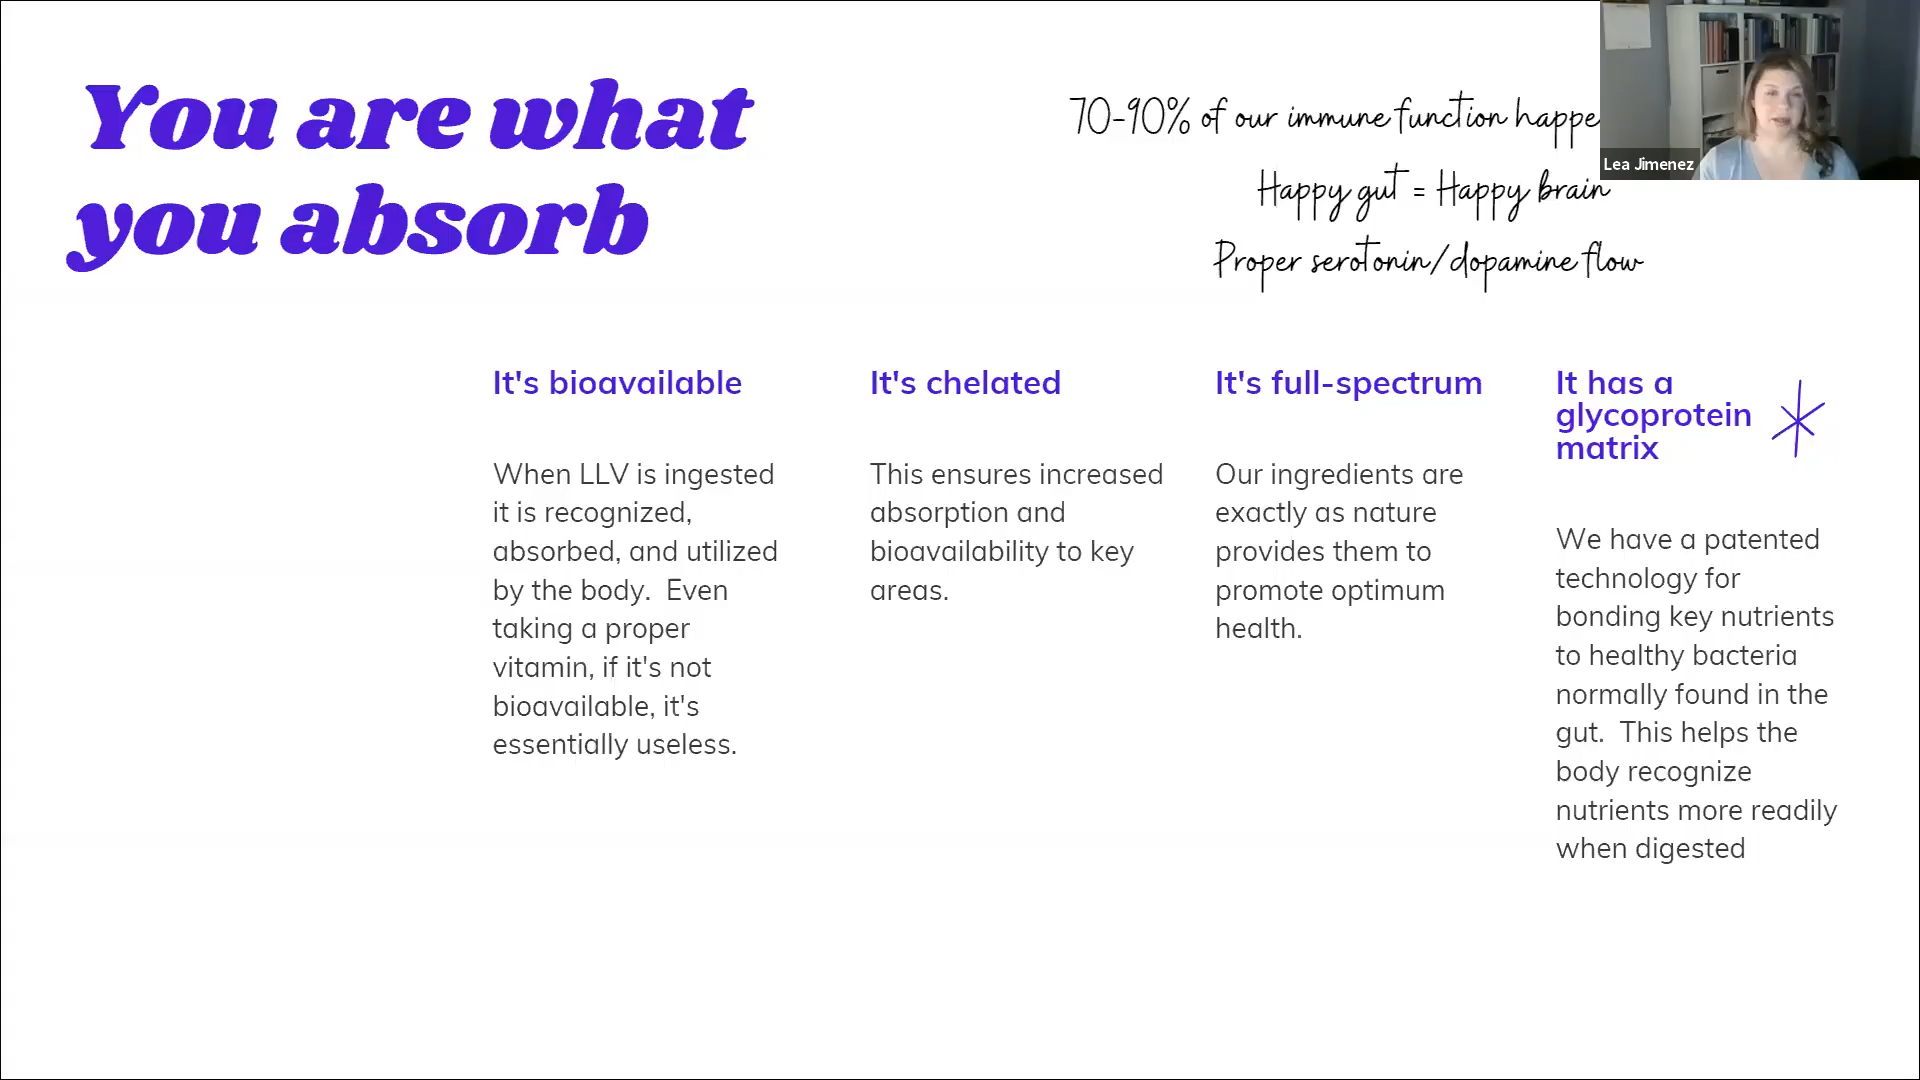 You are what
you absorb
70-90% of our immune function happe
Happy gut = Happy brain
Proper serotonin/dopamine flow
Lea Jimenez
It's bioavailable
When LLV is ingested
it is recognized,
absorbed, and utilized
by the body.  Even
taking a proper
vitamin, if it's not
bioavailable, it's
essentially useless.
It's chelated
This ensures increased
absorption and
bioavailability to key
areas.
It's full-spectrum
Our ingredients are
exactly as nature
provides them to
promote optimum
health.
It has a
glycoprotein
matrix
We have a patented
technology for
bonding key nutrients
to healthy bacteria
normally found in the
gut.  This helps the
body recognize
nutrients more readily
when digested